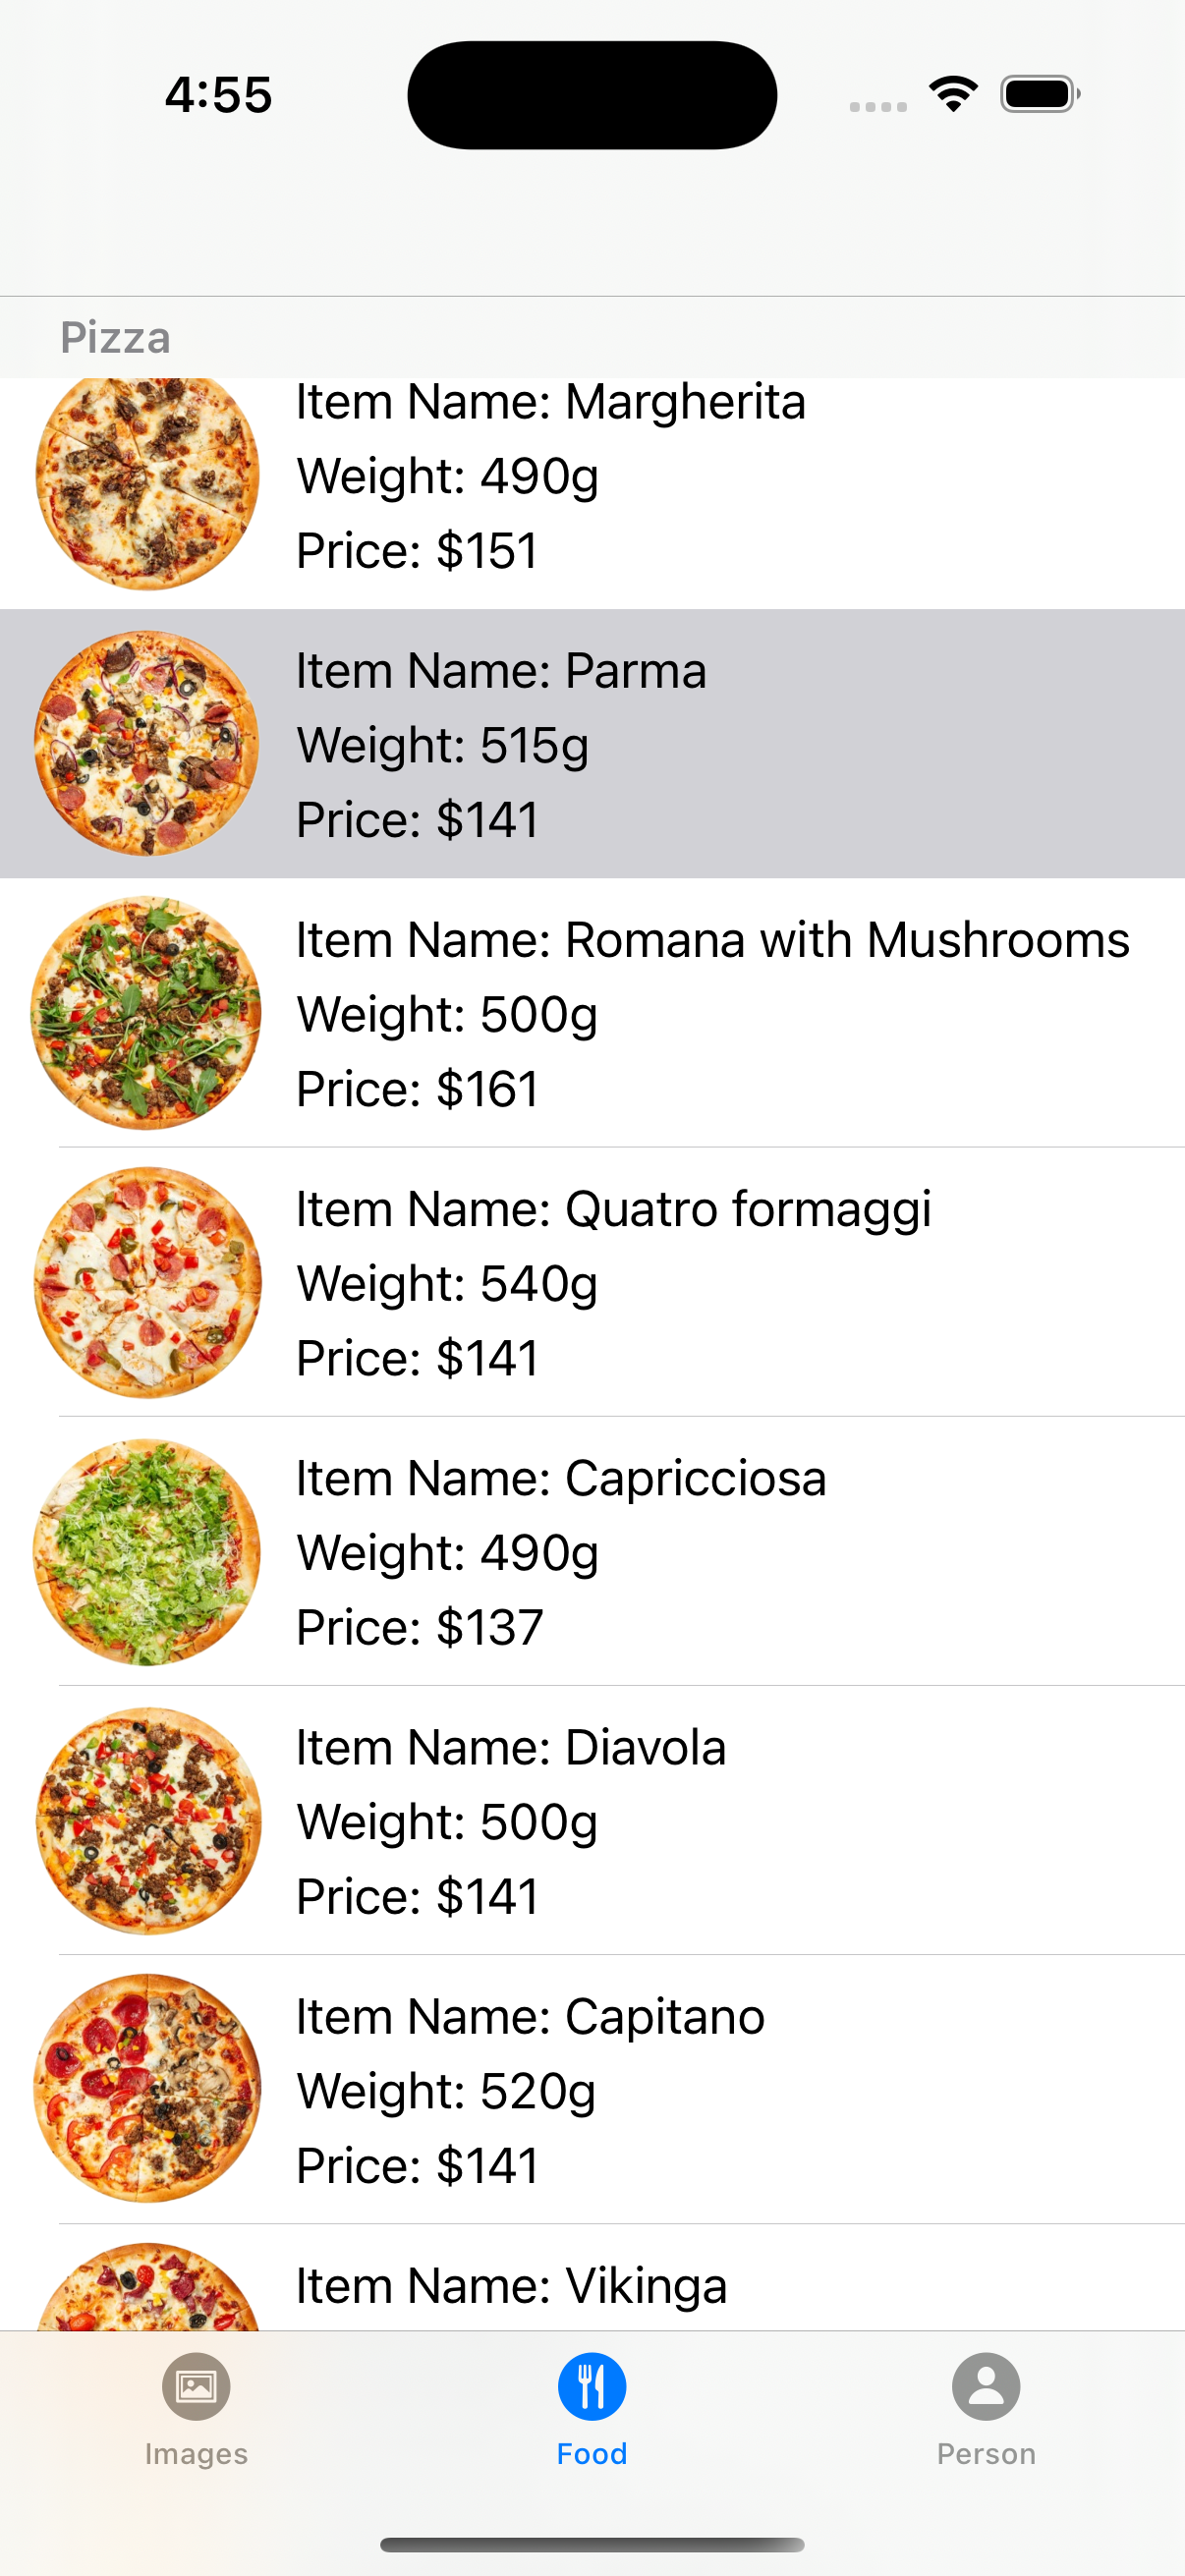 4:55
Pizza
Item Name: Margherita
Weight: 490g
Price: $151
Item Name: Parma
Weight: 515g
Price: $141
Item Name: Romana with Mushrooms
Weight: 500g
Price: $161
Item Name: Quatro formaggi
Weight: 540g
Price: $141
Item Name: Capricciosa
Weight: 490g
Price: $137
Item Name: Diavola
Weight: 500g
Price: $141
Item Name: Capitano
Weight: 520g
Price: $141
Item Name: Vikinga
Images
Food
Person